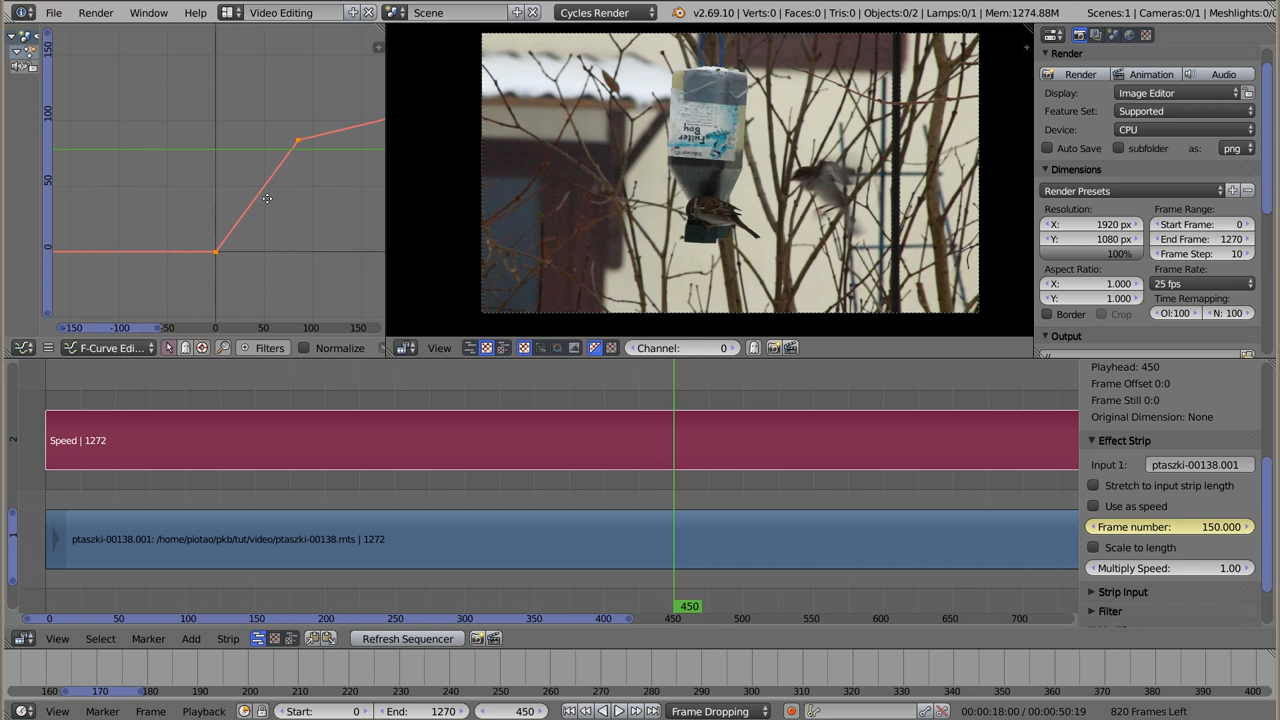 File Render Window Help Video Editing Scene Cycles Render v2.69.10 | Verts:0 | Faces:0 | Tris:0 | Objects:0/2 | Lamps:0/1 | Mem:1274.88M Scenes:1 | Cameras:0/1 | Meshlights:0/0
150
100
50
0
-150 -100 -50 0 50 100 150
F-Curve Edi... Filters Normalize
View Channel: 0
Render
Render Animation Audio
Display: Image Editor
Feature Set: Supported
Device: CPU
Auto Save subfolder as: png
Dimensions
Render Presets
Resolution: Frame Range:
X: 1920 px Start Frame: 0
Y: 1080 px End Frame: 1270
100% Frame Step: 10
Aspect Ratio: Frame Rate:
X: 1.000 25 fps
Y: 1.000 Time Remapping:
Border Crop Ol:100 N: 100
Output
2
Speed | 1272
1
ptaszki-00138.001: /home/piotao/pkb/tut/video/ptaszki-00138.mts | 1272
450
0 50 100 150 200 250 300 350 400 450 500 550 600 650 700
Playhead: 450
Frame Offset 0:0
Frame Still 0:0
Original Dimension: None
Effect Strip
Input 1: ptaszki-00138.001
Stretch to input strip length
Use as speed
Frame number: 150.000
Scale to length
Multiply Speed: 1.00
Strip Input
Filter
View Select Marker Add Strip Refresh Sequencer
160 170 180 190 200 210 220 230 240 250 260 270 280 290 300 310 320 330 340 350 360 370 380 390 400
View Marker Frame Playback Start: 0 End: 1270 450 Frame Dropping 00:00:18:00 / 00:00:50:19 820 Frames Left